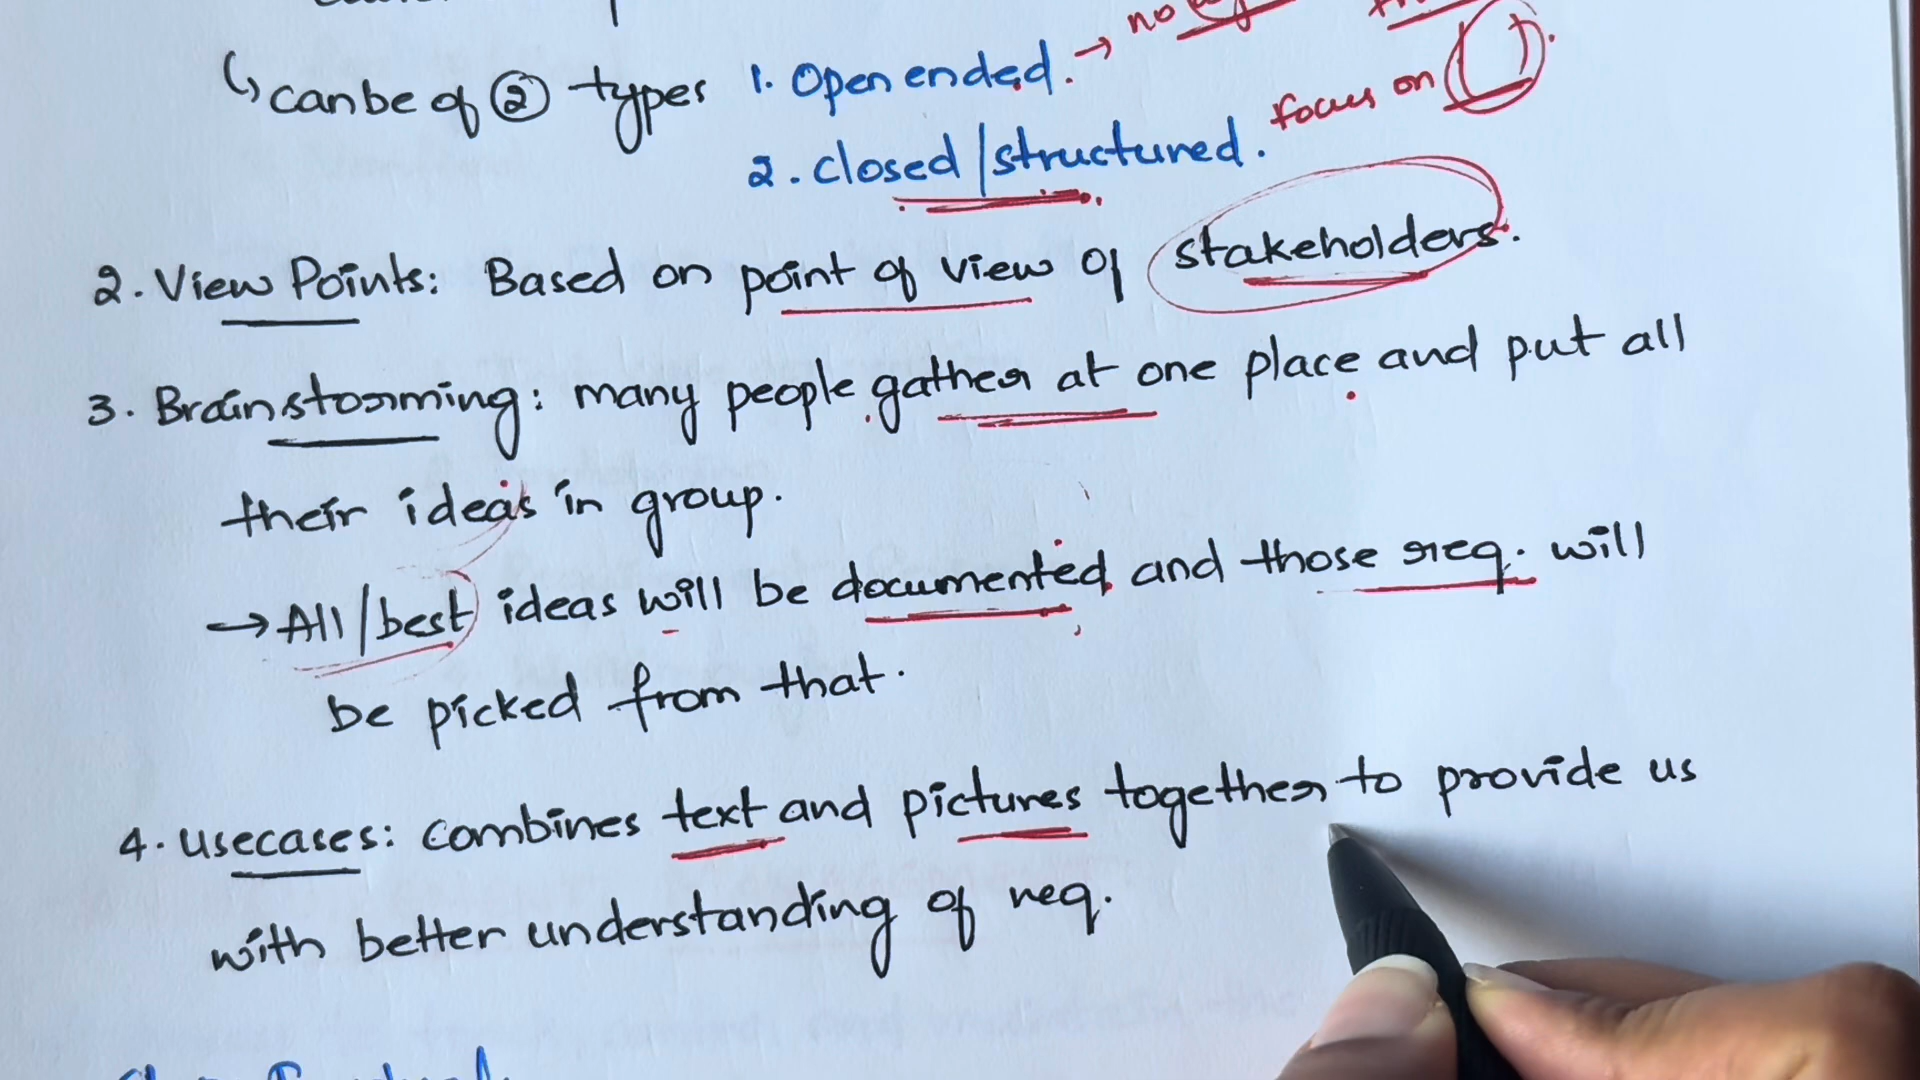 ↳ can be of ② types 1. Open ended. → no
2. closed/structured. focus on
2. View Points: Based on point of view of stakeholders.
3. Brainstorming: many people gather at one place and put all
their ideas in group.
→ All/best ideas will be documented and those req. will
be picked from that.
4. usecases: combines text and pictures together to provide us
with better understanding of req.